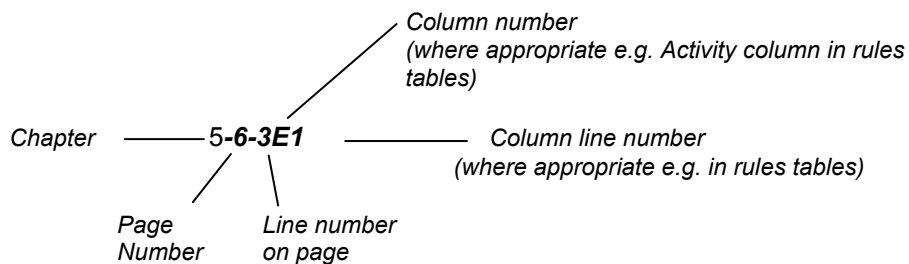 Column number
(where appropriate e.g. Activity column in rules
tables)
Chapter
5-6-3E1
Column line number
(where appropriate e.g. in rules tables)
Page
Number
Line number
on page